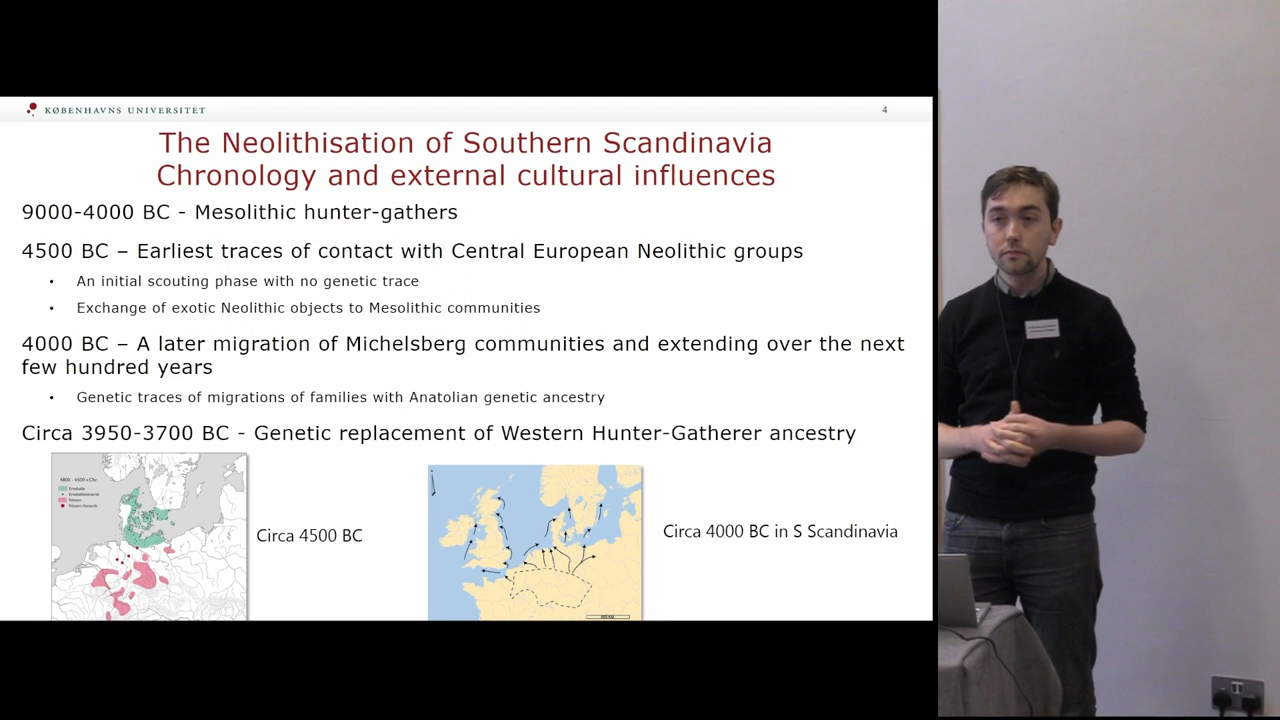 KØBENHAVNS UNIVERSITET
4
The Neolithisation of Southern Scandinavia
Chronology and external cultural influences
9000-4000 BC - Mesolithic hunter-gathers
4500 BC – Earliest traces of contact with Central European Neolithic groups
• An initial scouting phase with no genetic trace
• Exchange of exotic Neolithic objects to Mesolithic communities
4000 BC – A later migration of Michelsberg communities and extending over the next
few hundred years
• Genetic traces of migrations of families with Anatolian genetic ancestry
Circa 3950-3700 BC - Genetic replacement of Western Hunter-Gatherer ancestry
Circa 4500 BC
Circa 4000 BC in S Scandinavia